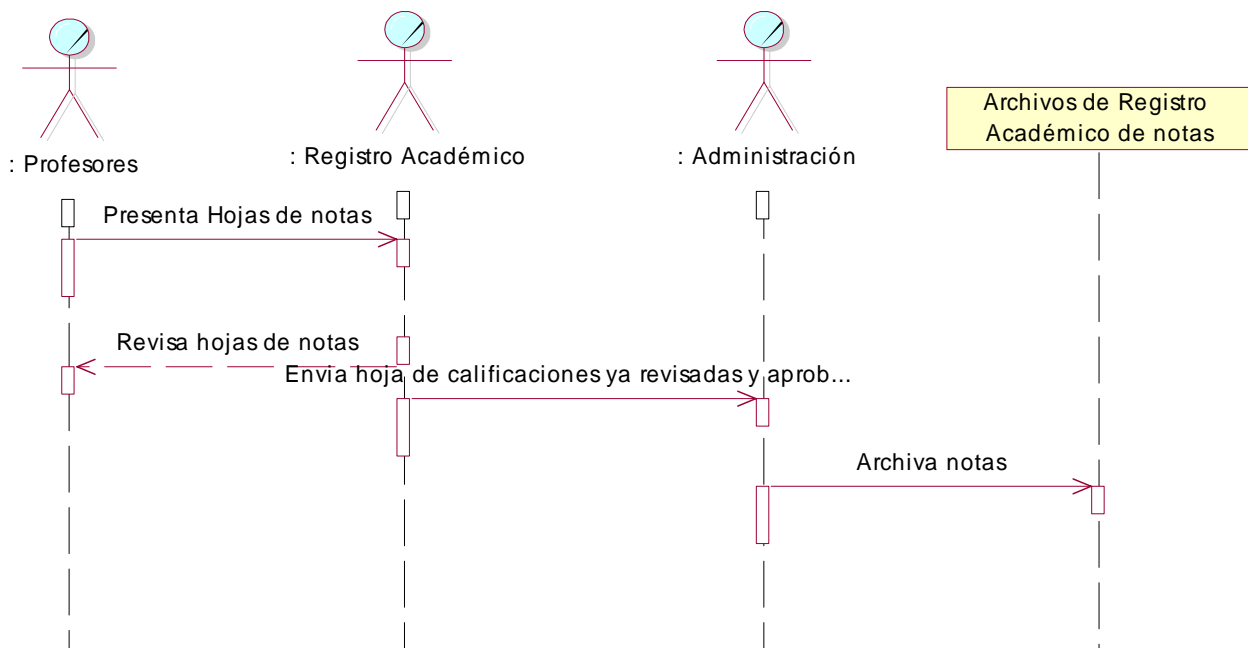 : Profesores
: Registro Académico
: Administración
Archivos de Registro
Académico de notas
Presenta Hojas de notas
Revisa hojas de notas
Envia hoja de calificaciones ya revisadas y aprob...
Archiva notas